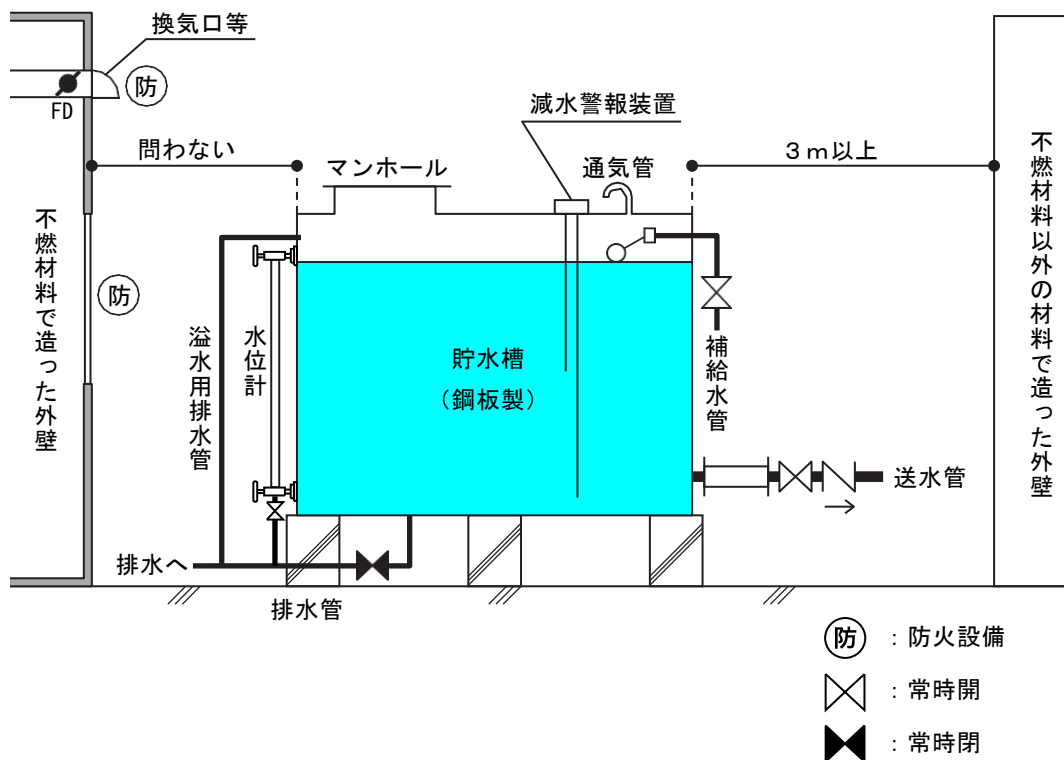 換気口等
防
FD
減水警報装置
問わない
マンホール
通気管
3m以上
不燃材料で造った外壁
防
溢水用排水管
水位計
貯水槽
(鋼板製)
補給水管
不燃材料以外の材料で造った外壁
送水管
排水へ
排水管
防 : 防火設備
: 常時開
: 常時閉